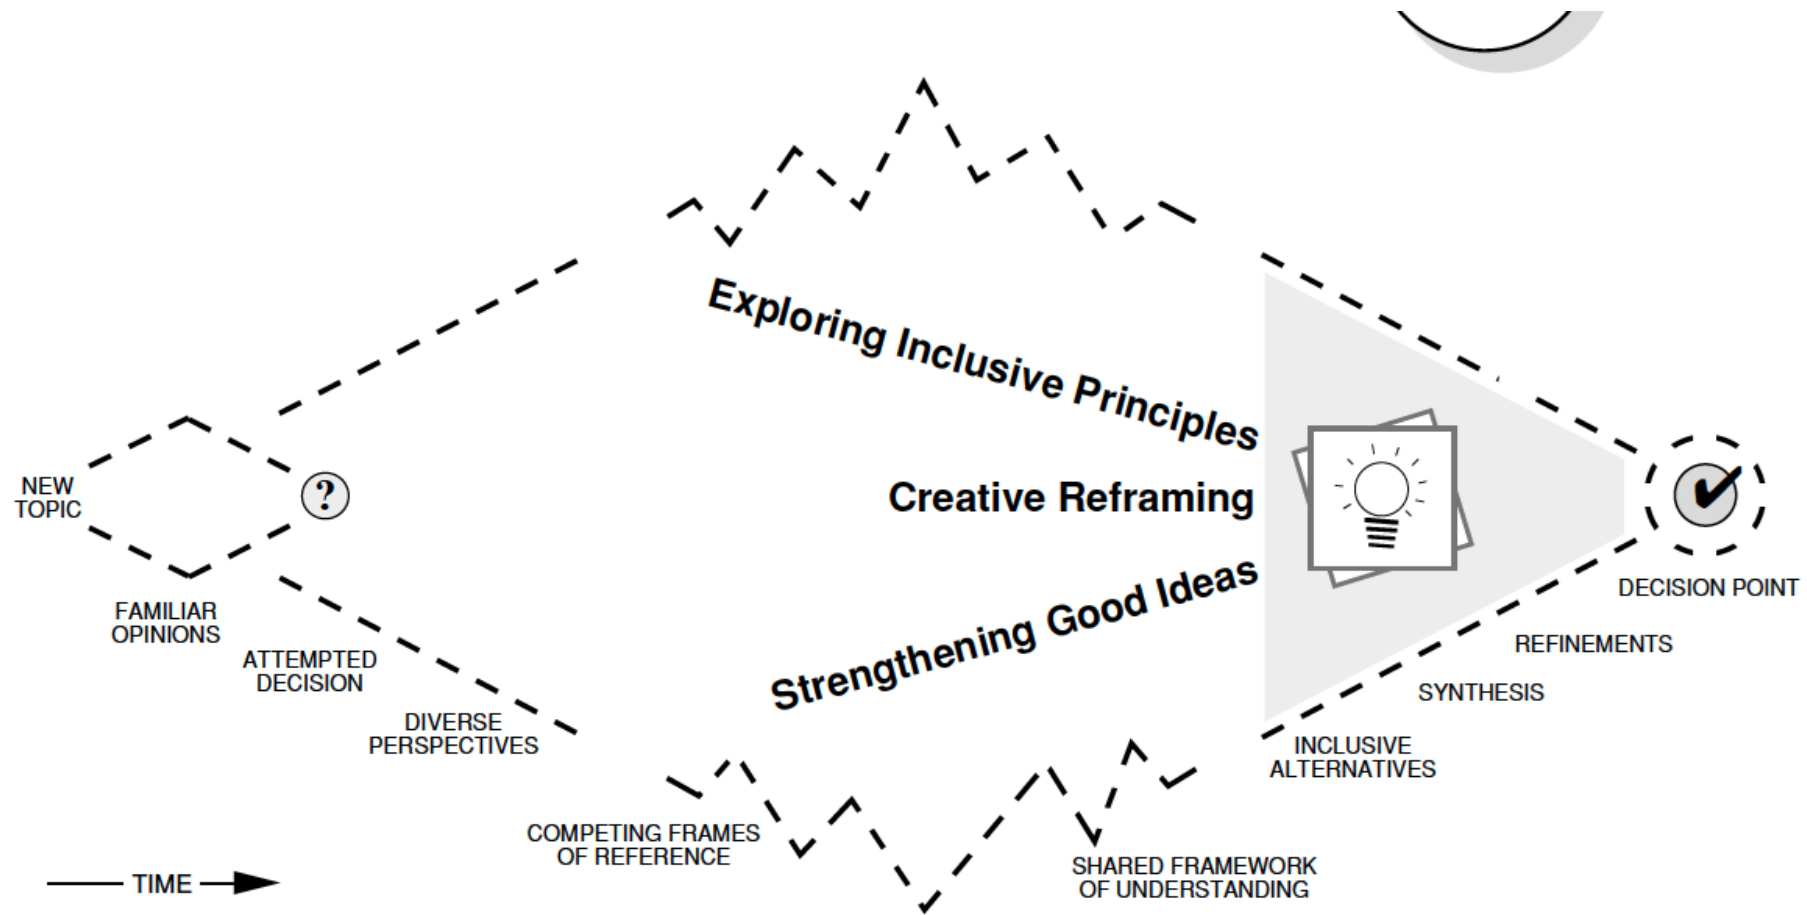 Exploring Inclusive Principles
Creative Reframing
Strengthening Good Ideas
NEW
TOPIC
?
FAMILIAR
OPINIONS
ATTEMPTED
DECISION
DIVERSE
PERSPECTIVES
COMPETING FRAMES
OF REFERENCE
SHARED FRAMEWORK
OF UNDERSTANDING
INCLUSIVE
ALTERNATIVES
SYNTHESIS
REFINEMENTS
DECISION POINT
TIME